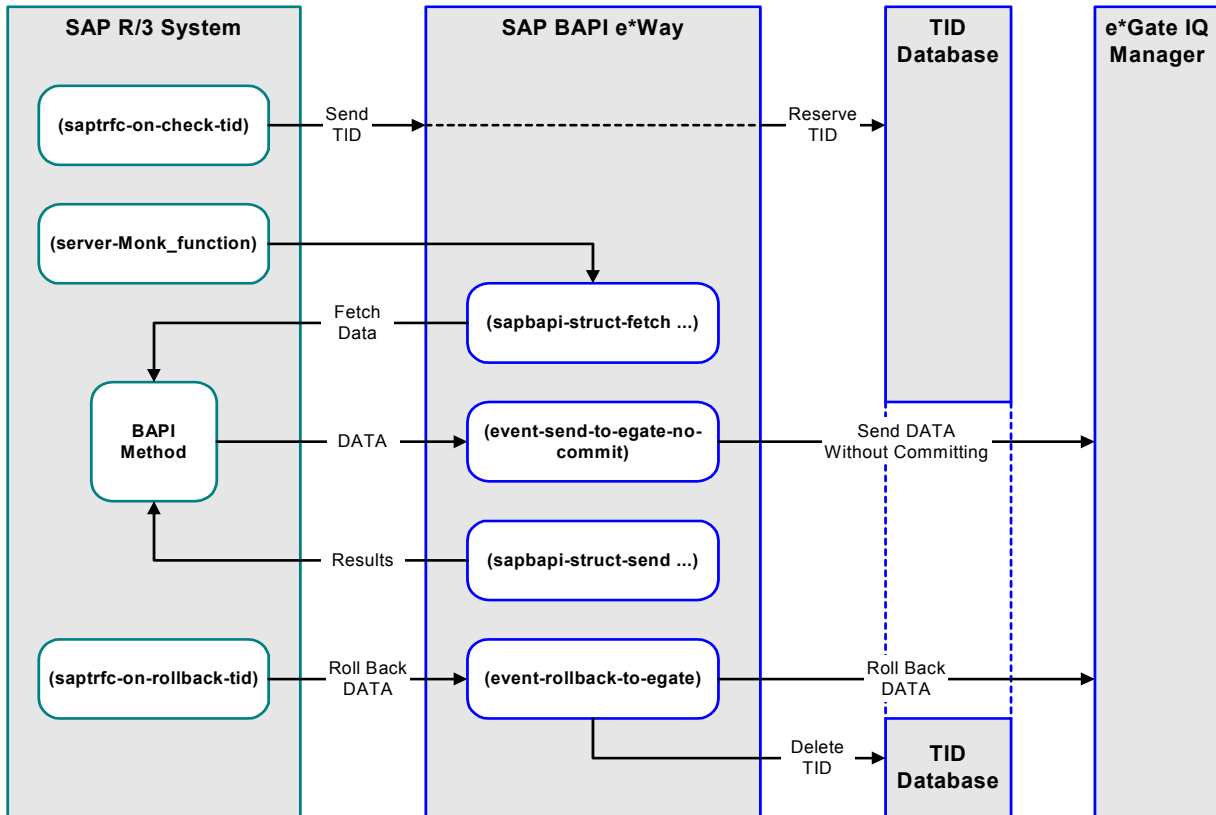 SAP R/3 System
SAP BAPI e*Way
TID
Database
e*Gate IQ
Manager
(saptrfc-on-check-tid)
Send
TID
Reserve
TID
(server-Monk_function)
Fetch
Data
(sapbapi-struct-fetch ...)
BAPI
Method
DATA
(event-send-to-egate-no-
commit)
Send DATA
Without Committing
Results
(sapbapi-struct-send ...)
(saptrfc-on-rollback-tid)
Roll Back
DATA
(event-rollback-to-egate)
Roll Back
DATA
Delete
TID
TID
Database